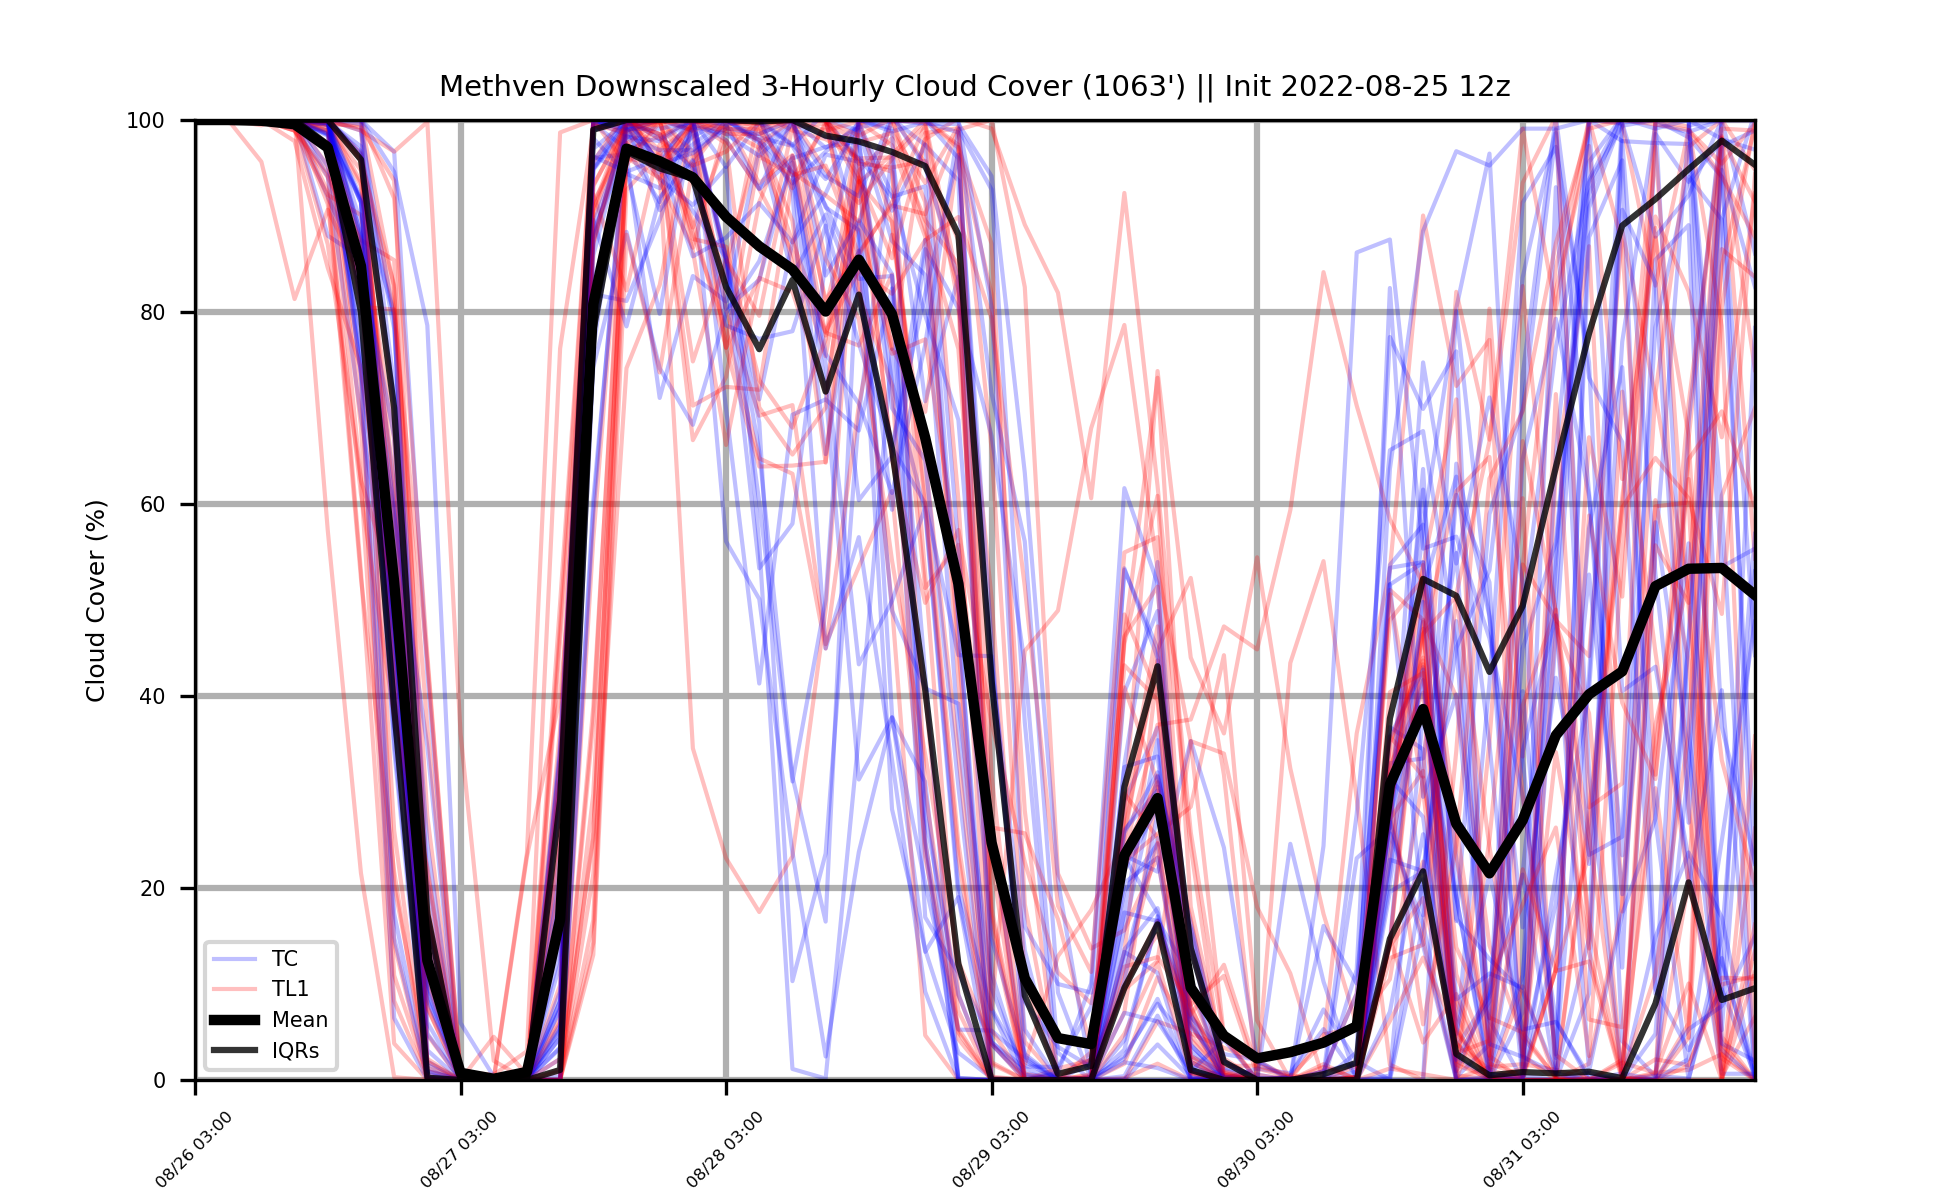 Methven Downscaled 3-Hourly Cloud Cover (1063') || Init 2022-08-25 12z
Cloud Cover (%)
100
80
60
40
20
0
TC
TL1
Mean
IQRs
08/26 03:00
08/27 03:00
08/28 03:00
08/29 03:00
08/30 03:00
08/31 03:00